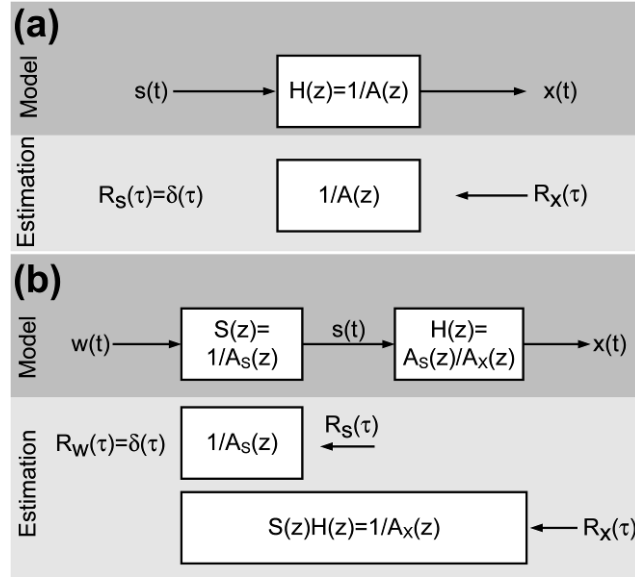 (a)
Model
s(t)
H(z)=1/A(z)
x(t)
Estimation
Rs(τ)=δ(τ)
1/A(z)
Rx(τ)
(b)
Model
w(t)
S(z)=
1/As(z)
s(t)
H(z)=
As(z)/Ax(z)
x(t)
Estimation
Rw(τ)=δ(τ)
1/As(z)
Rs(τ)
S(z)H(z)=1/Ax(z)
Rx(τ)